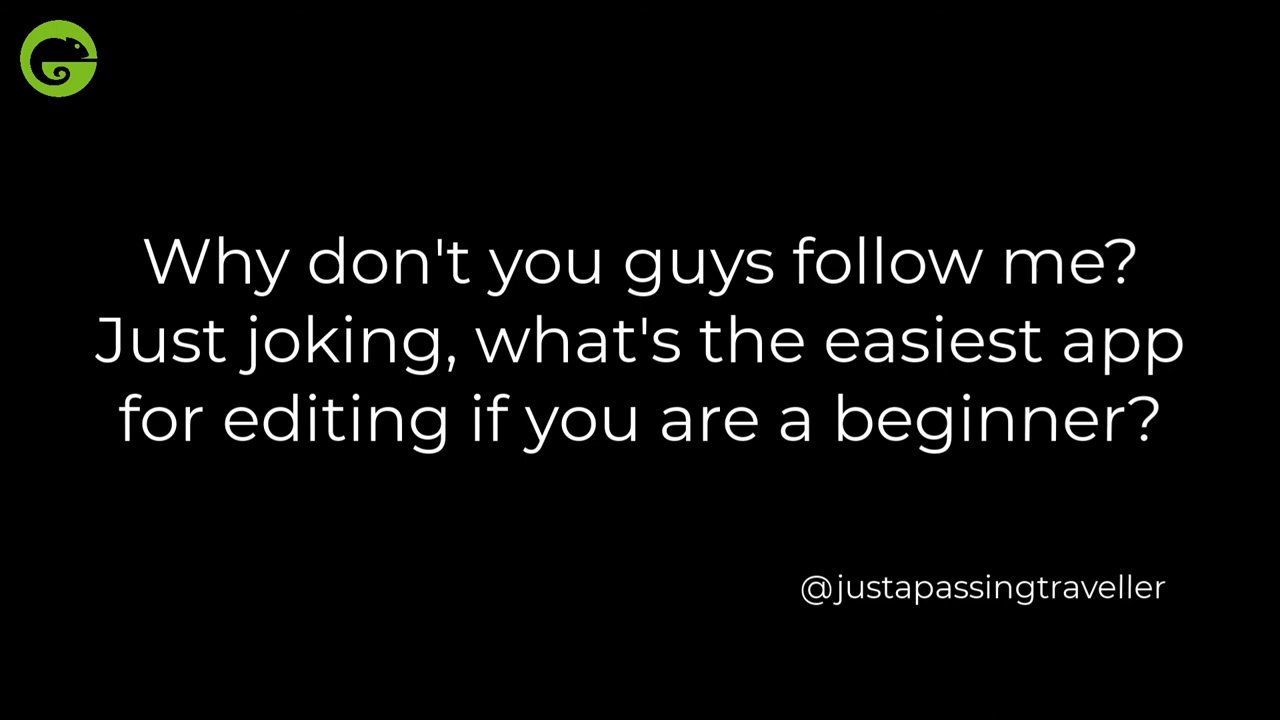 Why don't you guys follow me?
Just joking, what's the easiest app
for editing if you are a beginner?
@justapassingtraveller